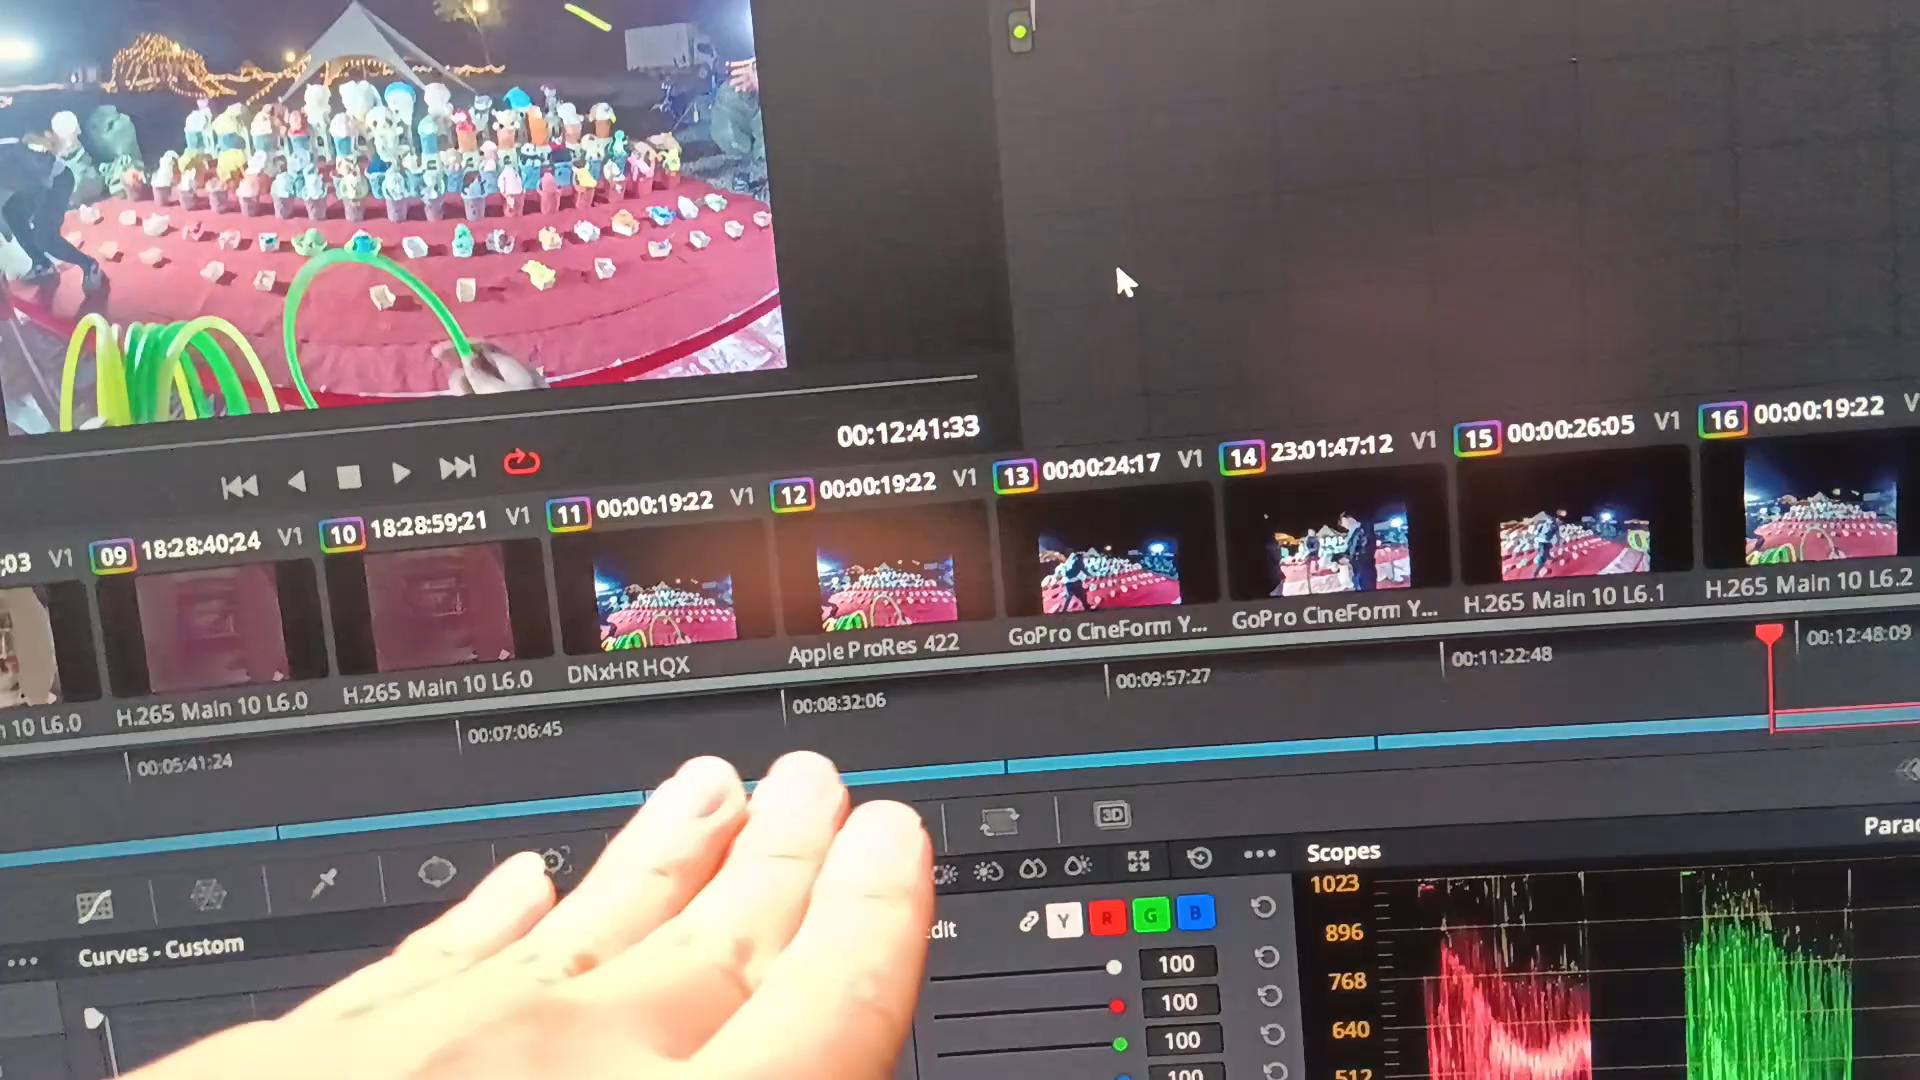 00:12:41:33
;03 V1 09 18:28:40;24 V1 10 18:28:59;21 V1 11 00:00:19:22 V1 12 00:00:19:22 V1 13 00:00:24:17 V1 14 23:01:47:12 V1 15 00:00:26:05 V1 16 00:00:19:22 V
10 L6.0 H.265 Main 10 L6.0 H.265 Main 10 L6.0 DNxHR HQX Apple ProRes 422 GoPro CineForm Y... GoPro CineForm Y... H.265 Main 10 L6.1 H.265 Main 10 L6.2
00:05:41:24 00:07:06:45 00:08:32:06 00:09:57:27 00:11:22:48 00:12:48:09
3D
Parad
Scopes
Curves - Custom
dit Y R G B
100
100
100
100
1023
896
768
640
512